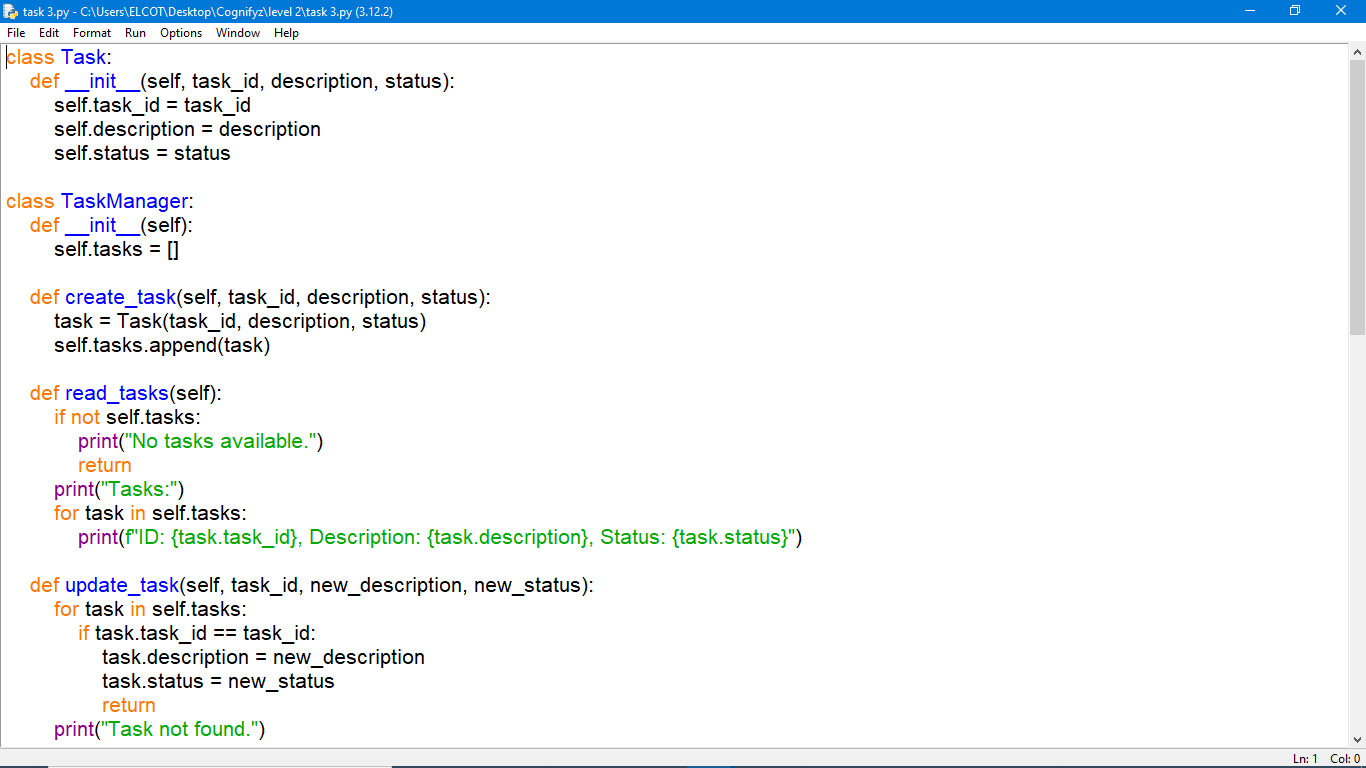 task 3.py - C:\Users\ELCOT\Desktop\Cognifyz\level 2\task 3.py (3.12.2)
File Edit Format Run Options Window Help
class Task:
    def __init__(self, task_id, description, status):
        self.task_id = task_id
        self.description = description
        self.status = status

class TaskManager:
    def __init__(self):
        self.tasks = []

    def create_task(self, task_id, description, status):
        task = Task(task_id, description, status)
        self.tasks.append(task)

    def read_tasks(self):
        if not self.tasks:
            print("No tasks available.")
            return
        print("Tasks:")
        for task in self.tasks:
            print(f"ID: {task.task_id}, Description: {task.description}, Status: {task.status}")

    def update_task(self, task_id, new_description, new_status):
        for task in self.tasks:
            if task.task_id == task_id:
                task.description = new_description
                task.status = new_status
                return
        print("Task not found.")
Ln: 1 Col: 0